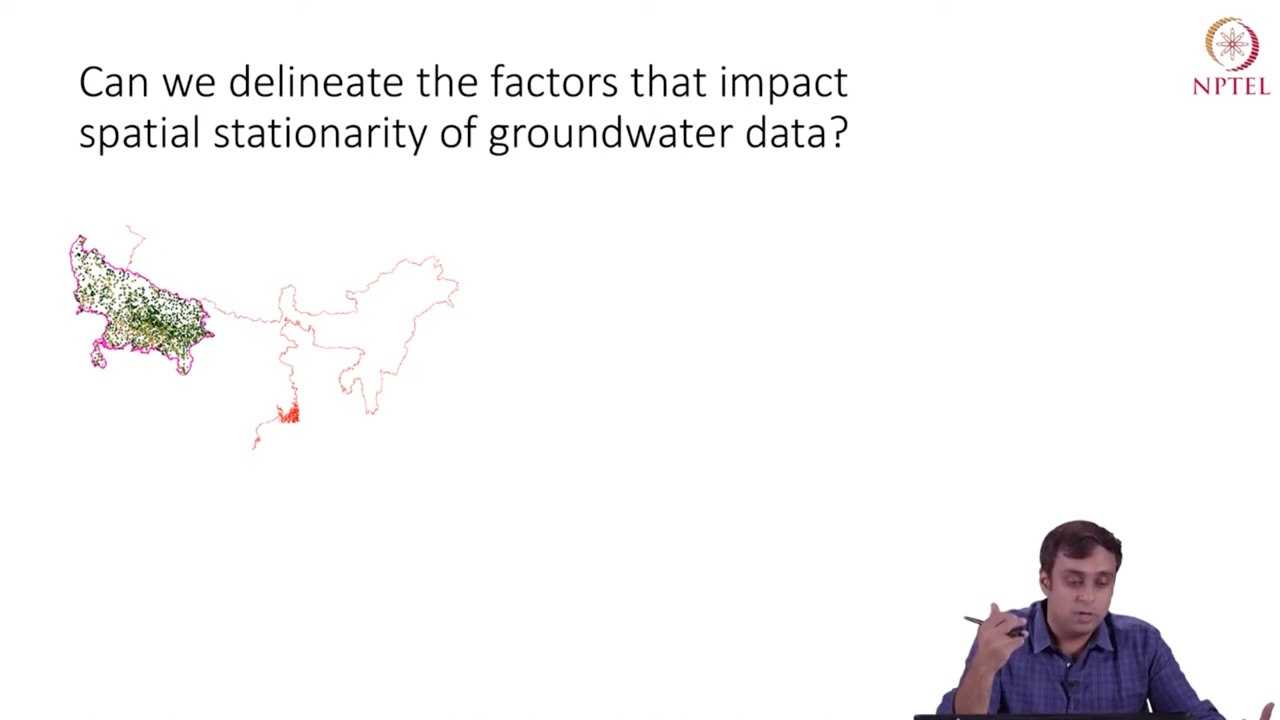 Can we delineate the factors that impact
spatial stationarity of groundwater data?
NPTEL